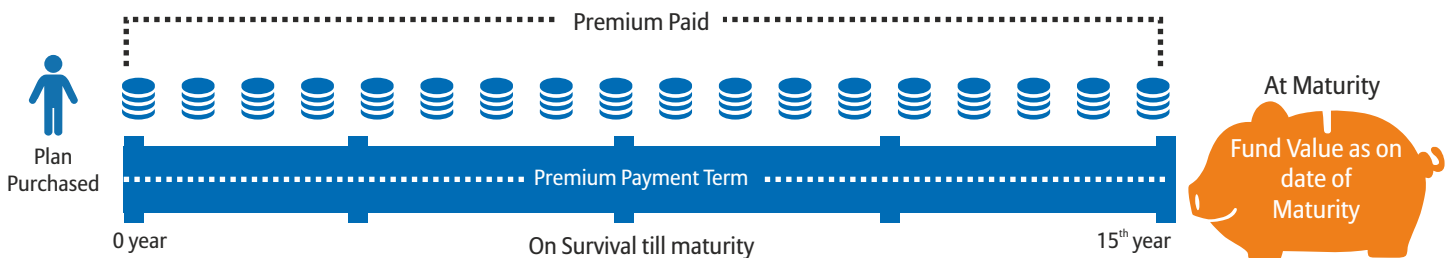 Premium Paid
Plan
Purchased
At Maturity
Fund Value as on
date of
Maturity
Premium Payment Term
0 year
On Survival till maturity
15th year